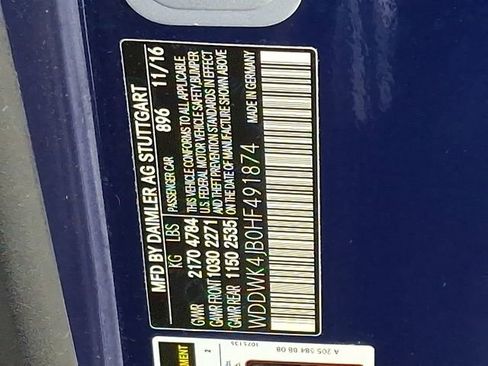 MFD BY DAIMLER AG STUTTGART
PASSENGER CAR 896 11/16
KG LBS
GVWR 2170 4784
GAWR FRONT 1030 2271
GAWR REAR 1150 2535
THIS VEHICLE CONFORMS TO ALL APPLICABLE
U.S. FEDERAL MOTOR VEHICLE SAFETY,BUMPER
AND THEFT PREVENTION STANDARDS IN EFFECT
ON THE DATE OF MANUFACTURE SHOWN ABOVE
WDDWK4JB0HF491874 MADE IN GERMANY
A 205 584 88 08